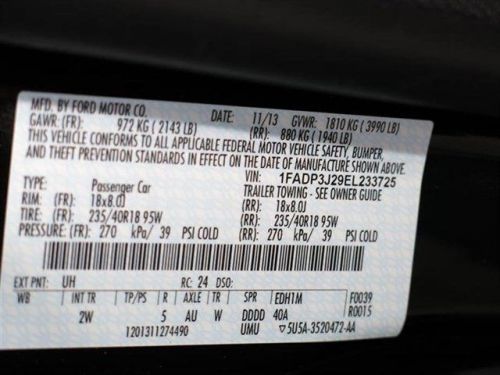 MFD. BY FORD MOTOR CO.
DATE: 11/13 GVWR: 1810 KG ( 3990 LB)
GAWR: (FR): 972 KG ( 2143 LB) (RR): 880 KG ( 1940 LB)
THIS VEHICLE CONFORMS TO ALL APPLICABLE FEDERAL MOTOR VEHICLE SAFETY, BUMPER,
AND THEFT PREVENTION STANDARDS IN EFFECT ON THE DATE OF MANUFACTURE SHOWN ABOVE.
VIN: 1FADP3J29EL233725
TYPE: Passenger Car TRAILER TOWING - SEE OWNER GUIDE
RIM: (FR) 18x8.0J (RR) 18x8.0J
TIRE: (FR) 235/40R18 95W (RR) 235/40R18 95W
PRESSURE: (FR) 270 kPa/ 39 PSI COLD (RR) 270 kPa/ 39 PSI COLD
EXT PNT: UH RC: 24 DSO:
WB INT TR TP/PS R AXLE TR SPR EDH1M F0039
2W 5 AU W DDDD 40A R0015
1201311274490 UMU 5U5A-3520472-AA